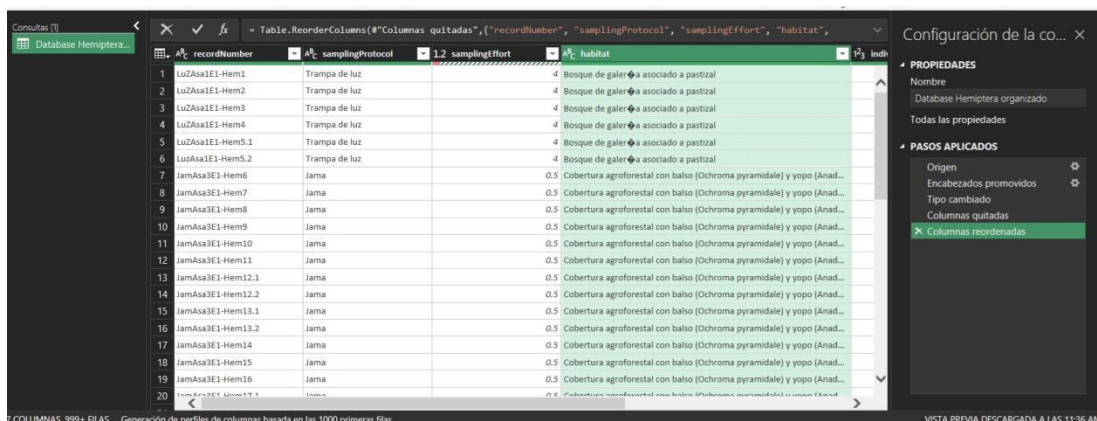 Consultas [1]
Database Hemiptera...
= Table.ReorderColumns(#"Columnas quitadas",{"recordNumber", "samplingProtocol", "samplingEffort", "habitat",
ABC recordNumber ABC samplingProtocol 1.2 samplingEffort ABC habitat 123
1 LuZAsa1E1-Hem1 Trampa de luz 4 Bosque de galer�a asociado a pastizal
2 LuZAsa1E1-Hem2 Trampa de luz 4 Bosque de galer�a asociado a pastizal
3 LuZAsa1E1-Hem3 Trampa de luz 4 Bosque de galer�a asociado a pastizal
4 LuZAsa1E1-Hem4 Trampa de luz 4 Bosque de galer�a asociado a pastizal
5 LuzAsa1E1-Hem5.1 Trampa de luz 4 Bosque de galer�a asociado a pastizal
6 LuzAsa1E1-Hem5.2 Trampa de luz 4 Bosque de galer�a asociado a pastizal
7 JamAsa3E1-Hem6 Jama 0.5 Cobertura agroforestal con balso (Ochroma pyramidale) y yopo (Anad...
8 JamAsa3E1-Hem7 Jama 0.5 Cobertura agroforestal con balso (Ochroma pyramidale) y yopo (Anad...
9 JamAsa3E1-Hem8 Jama 0.5 Cobertura agroforestal con balso (Ochroma pyramidale) y yopo (Anad...
10 JamAsa3E1-Hem9 Jama 0.5 Cobertura agroforestal con balso (Ochroma pyramidale) y yopo (Anad...
11 JamAsa3E1-Hem10 Jama 0.5 Cobertura agroforestal con balso (Ochroma pyramidale) y yopo (Anad...
12 JamAsa3E1-Hem11 Jama 0.5 Cobertura agroforestal con balso (Ochroma pyramidale) y yopo (Anad...
13 JamAsa3E1-Hem12.1 Jama 0.5 Cobertura agroforestal con balso (Ochroma pyramidale) y yopo (Anad...
14 JamAsa3E1-Hem12.2 Jama 0.5 Cobertura agroforestal con balso (Ochroma pyramidale) y yopo (Anad...
15 JamAsa3E1-Hem13.1 Jama 0.5 Cobertura agroforestal con balso (Ochroma pyramidale) y yopo (Anad...
16 JamAsa3E1-Hem13.2 Jama 0.5 Cobertura agroforestal con balso (Ochroma pyramidale) y yopo (Anad...
17 JamAsa3E1-Hem14 Jama 0.5 Cobertura agroforestal con balso (Ochroma pyramidale) y yopo (Anad...
18 JamAsa3E1-Hem15 Jama 0.5 Cobertura agroforestal con balso (Ochroma pyramidale) y yopo (Anad...
19 JamAsa3E1-Hem16 Jama 0.5 Cobertura agroforestal con balso (Ochroma pyramidale) y yopo (Anad...
20
COLUMNAS, 999+ FILAS Generación de perfiles de columnas basada en las 1000 primeras filas
Configuración de la co...
PROPIEDADES
Nombre
Database Hemiptera organizado
Todas las propiedades
PASOS APLICADOS
Origen
Encabezados promovidos
Tipo cambiado
Columnas quitadas
Columnas reordenadas
VISTA PREVIA DESCARGADA A LAS 11:36 AM